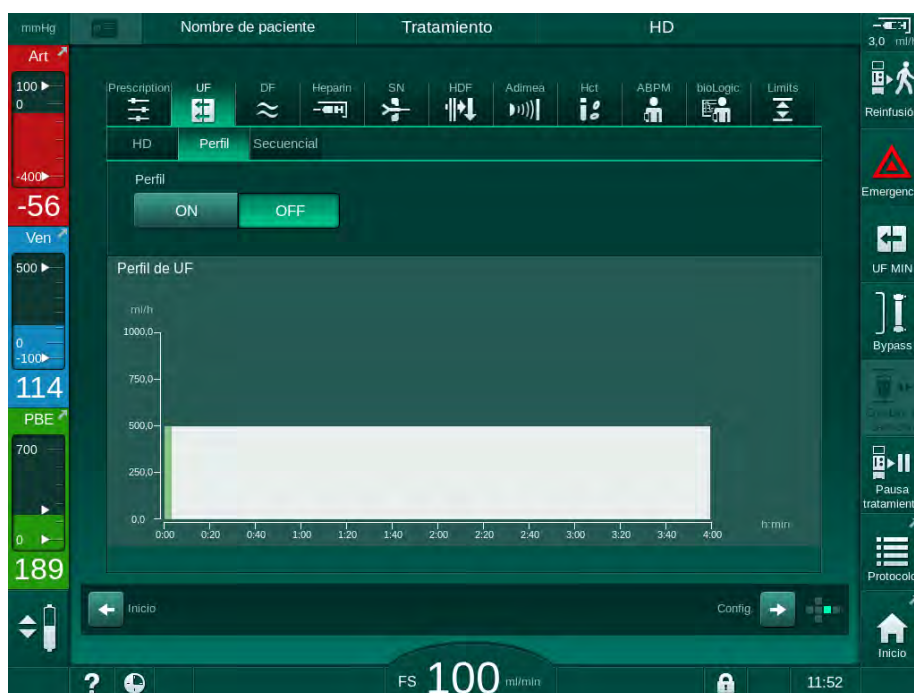 mmHg
Nombre de paciente
Tratamiento
HD
3,0 ml/
Art
100
0
-400
-56
Ven
500
0
-100
114
PBE
700
0
189
Prescription
UF
DF
Heparin
SN
HDF
Adimea
Hct
ABPM
bioLogic
Limits
HD
Perfil
Secuencial
Perfil
ON
OFF
Perfil de UF
ml/h
1000,0
750,0
500,0
250,0
0,0
0:00 0:20 0:40 1:00 1:20 1:40 2:00 2:20 2:40 3:00 3:20 3:40 4:00
h:min
Inicio
Config.
Reinfusió
Emergenc
UF MIN
Bypass
Pausa
tratamient
Protocolo
Inicio
?
FS 100 ml/min
11:52